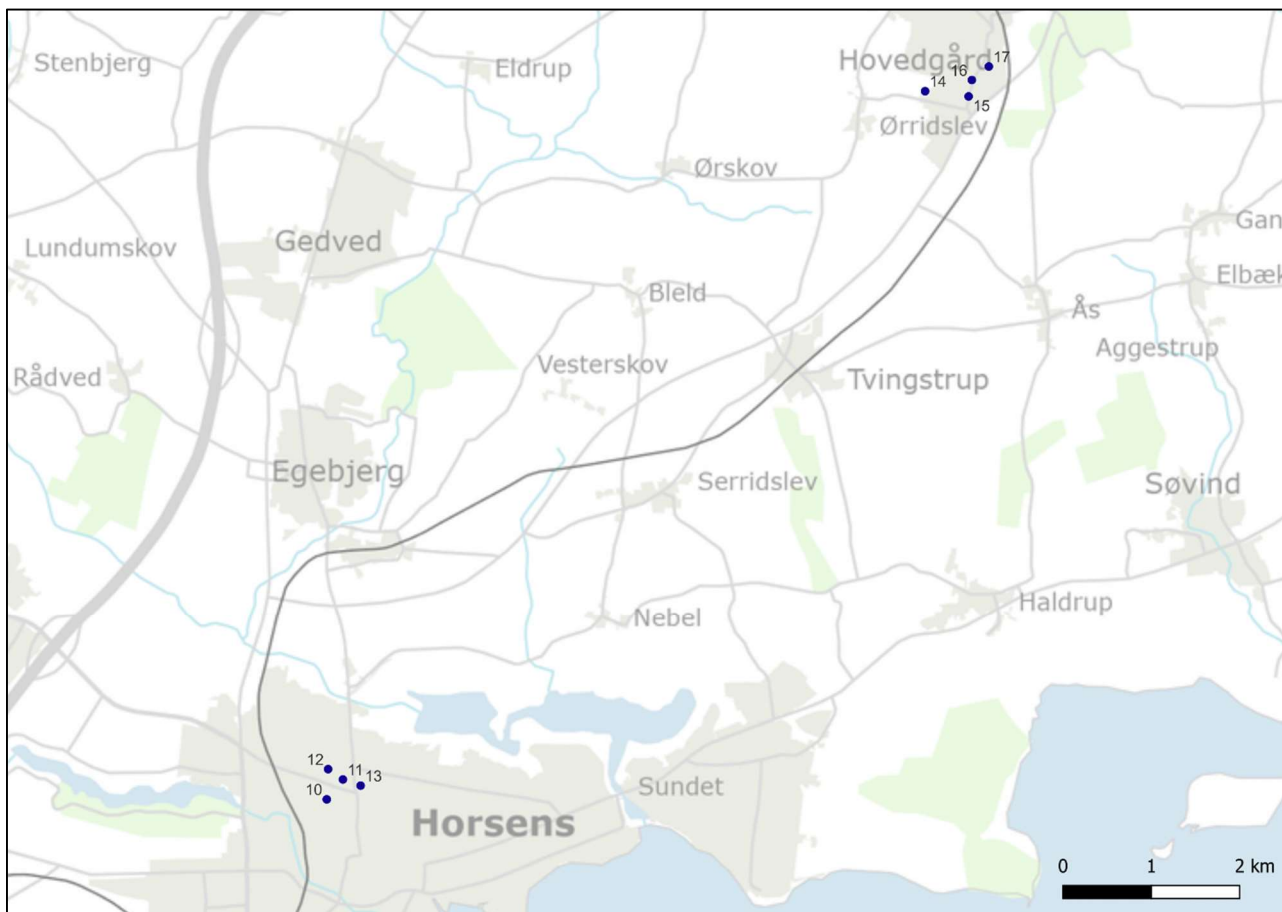 Hovedgård
17
16
14
15
Stenbjerg
Eldrup
Ørridslev
Ørskov
Gedved
Lundumskov
Gan
Elbæk
Bleld
Ås
Aggestrup
Vesterskov
Rådved
Tvingstrup
Egebjerg
Serridslev
Søvind
Haldrup
Nebel
12
11
13
10
Sundet
Horsens
0 1 2 km